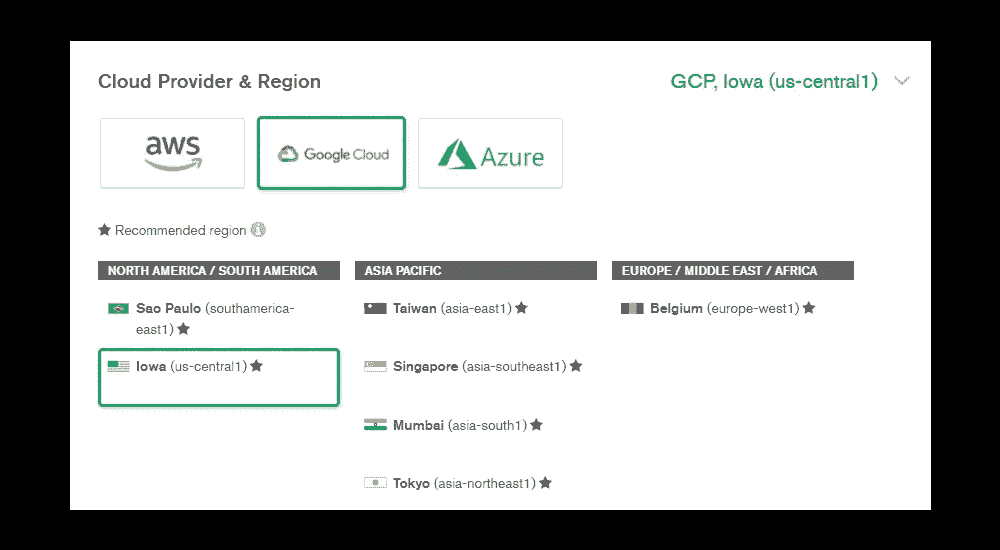 Cloud Provider & Region
GCP, Iowa (us-central1)
aws
Google Cloud
Azure
★ Recommended region
NORTH AMERICA / SOUTH AMERICA
Sao Paulo (southamerica-
east1) ★
Iowa (us-central1) ★
ASIA PACIFIC
Taiwan (asia-east1) ★
Singapore (asia-southeast1) ★
Mumbai (asia-south1) ★
Tokyo (asia-northeast1) ★
EUROPE / MIDDLE EAST / AFRICA
Belgium (europe-west1) ★